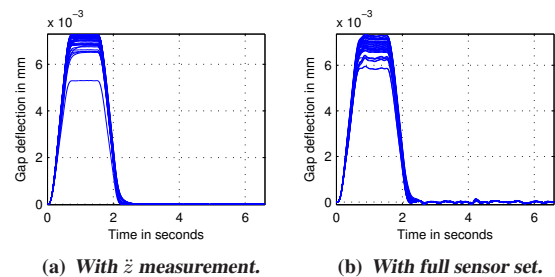 x 10⁻³
Gap deflection in mm
6
4
2
0
0 2 4 6
Time in seconds
(a) With z̈ measurement.
x 10⁻³
Gap deflection in mm
6
4
2
0
0 2 4 6
Time in seconds
(b) With full sensor set.